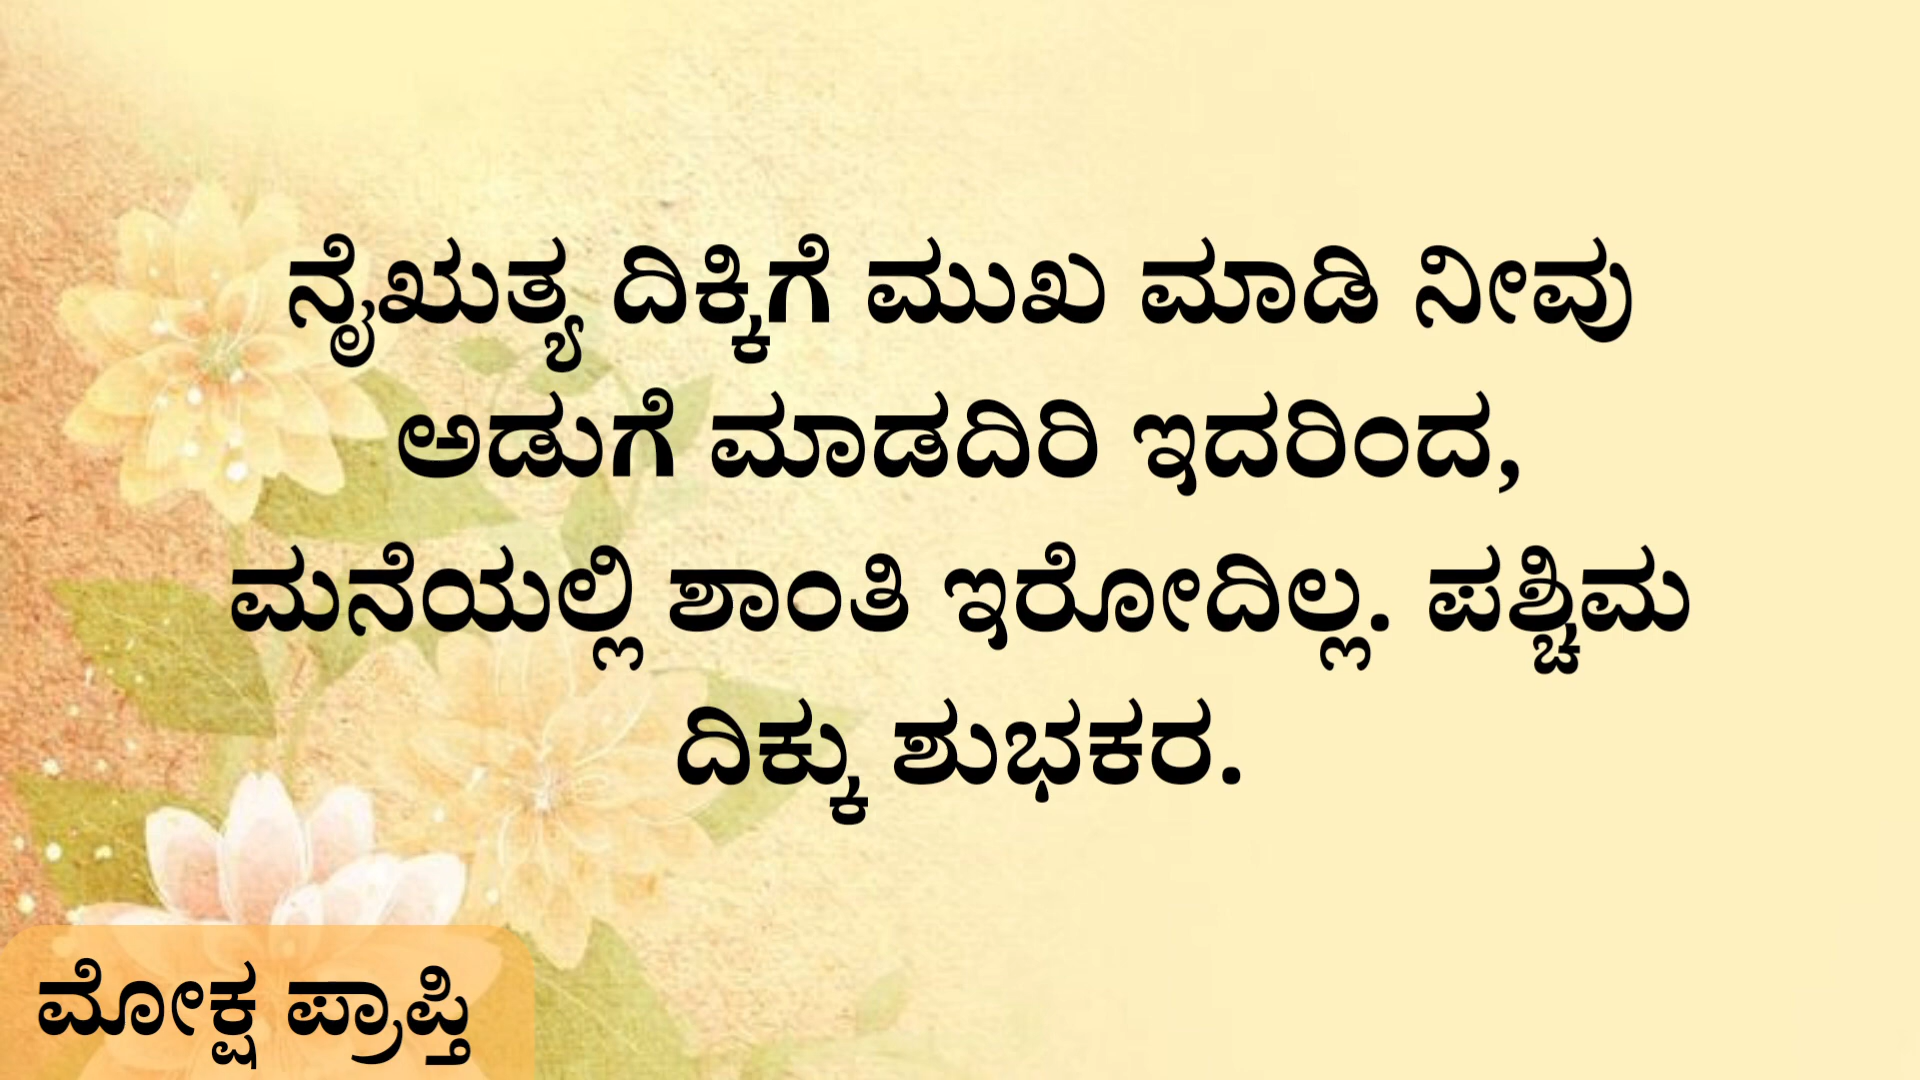 ನೈಋತ್ಯ ದಿಕ್ಕಿಗೆ ಮುಖ ಮಾಡಿ ನೀವು
ಅಡುಗೆ ಮಾಡದಿರಿ ಇದರಿಂದ,
ಮನೆಯಲ್ಲಿ ಶಾಂತಿ ಇರೋದಿಲ್ಲ. ಪಶ್ಚಿಮ
ದಿಕ್ಕು ಶುಭಕರ.
ಮೋಕ್ಷ ಪ್ರಾಪ್ತಿ